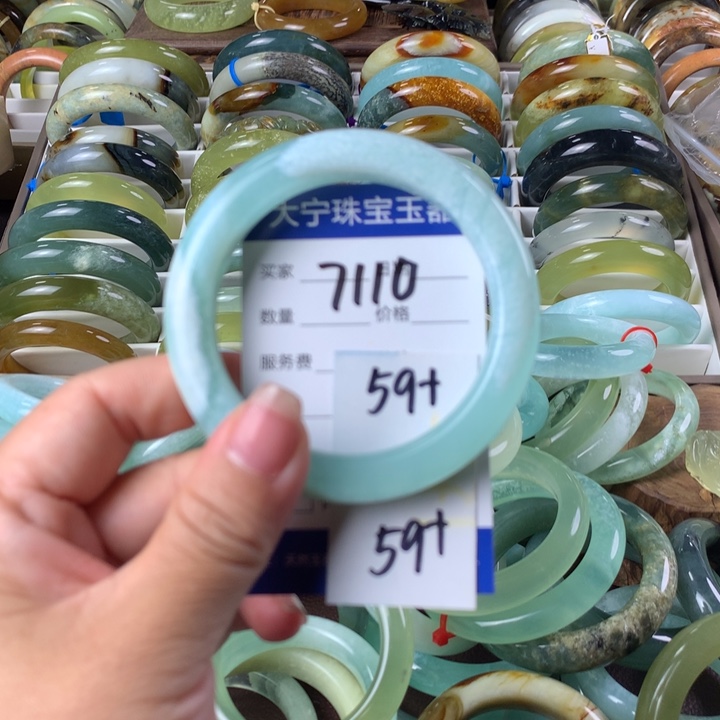 大宁珠宝玉器
买家
7110
数量 价格
服务费
59+
59+